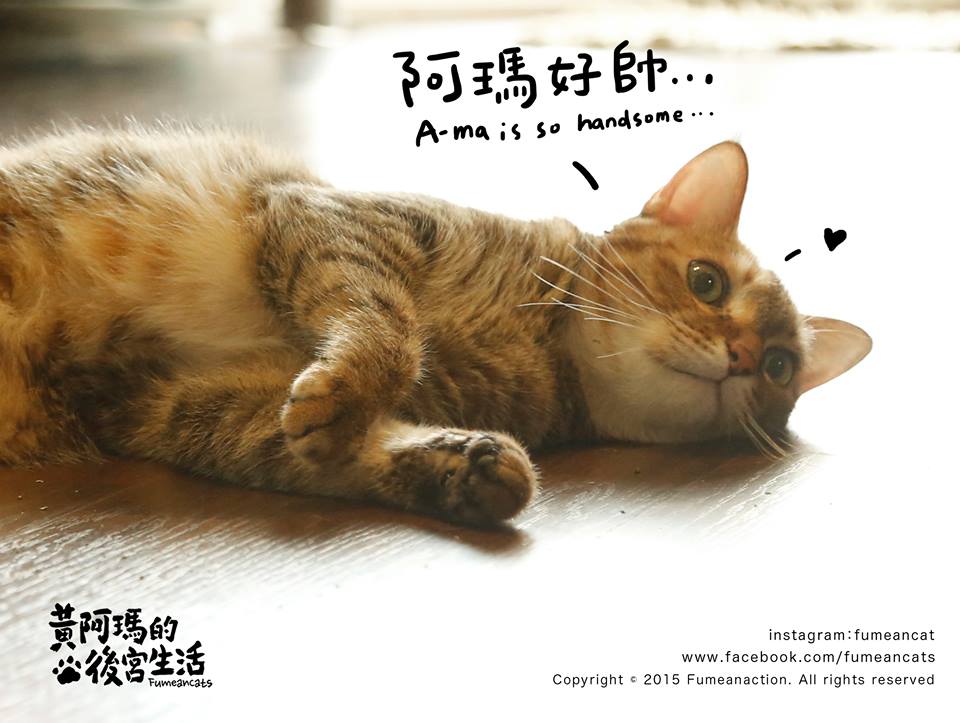 阿瑪好帥...
A-ma is so handsome...
黃阿瑪的
後宮生活
Fumeancats
instagram:fumeancat
www.facebook.com/fumeancats
Copyright © 2015 Fumeanaction. All rights reserved